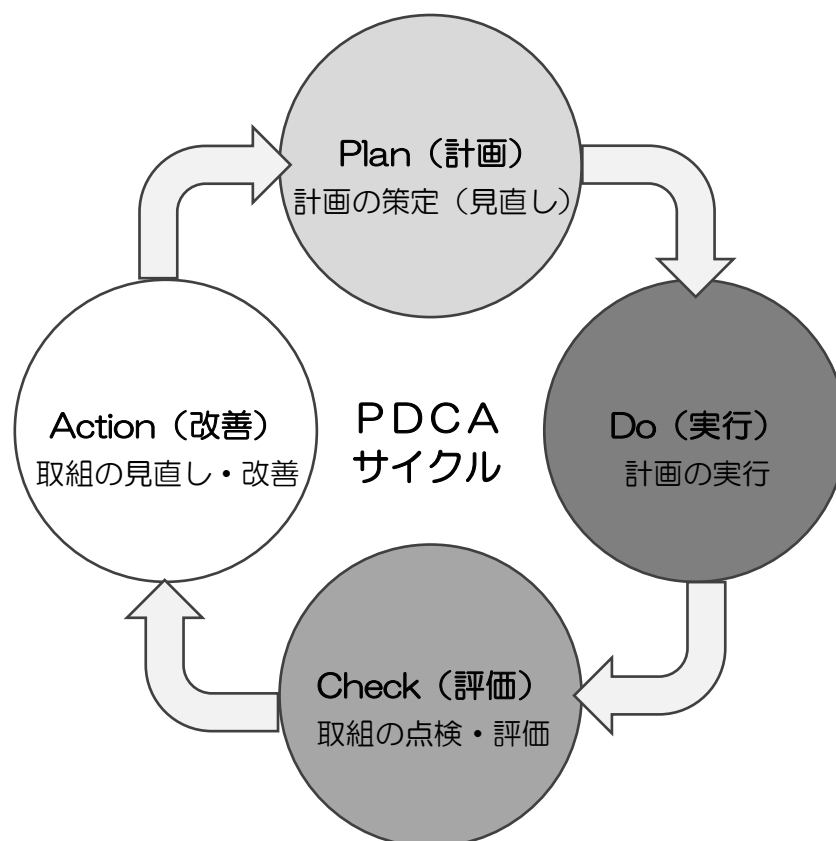 Plan（計画）
計画の策定（見直し）
Action（改善）
取組の見直し・改善
ＰＤＣＡ
サイクル
Do（実行）
計画の実行
Check（評価）
取組の点検・評価